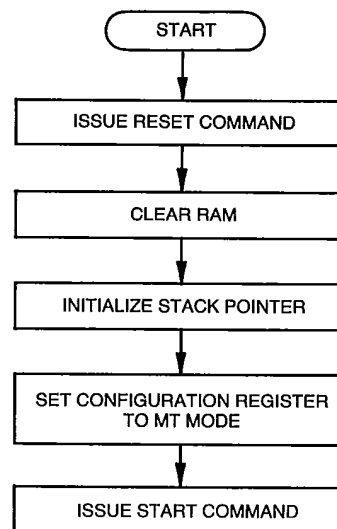 START
ISSUE RESET COMMAND
CLEAR RAM
INITIALIZE STACK POINTER
SET CONFIGURATION REGISTER
TO MT MODE
ISSUE START COMMAND